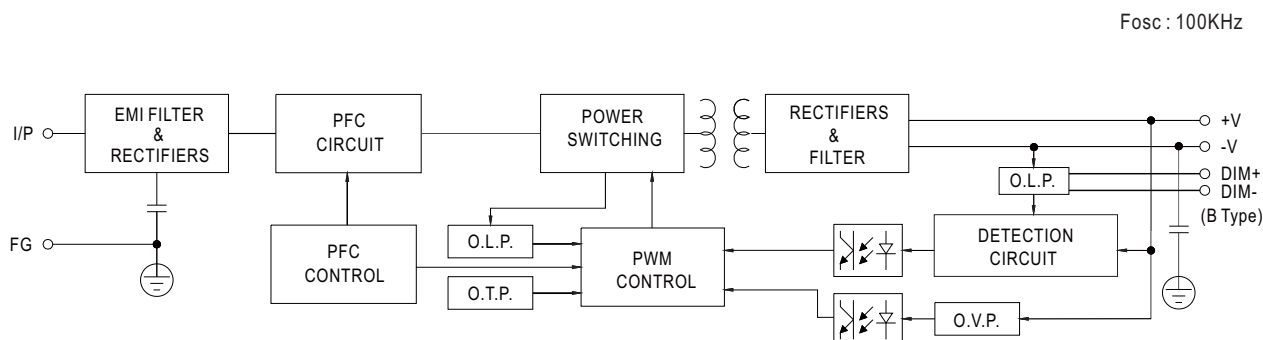 Fosc : 100KHz
I/P
EMI FILTER
&
RECTIFIERS
PFC
CIRCUIT
POWER
SWITCHING
RECTIFIERS
&
FILTER
+V
-V
DIM+
DIM-
(B Type)
O.L.P.
FG
PFC
CONTROL
O.L.P.
O.T.P.
PWM
CONTROL
DETECTION
CIRCUIT
O.V.P.